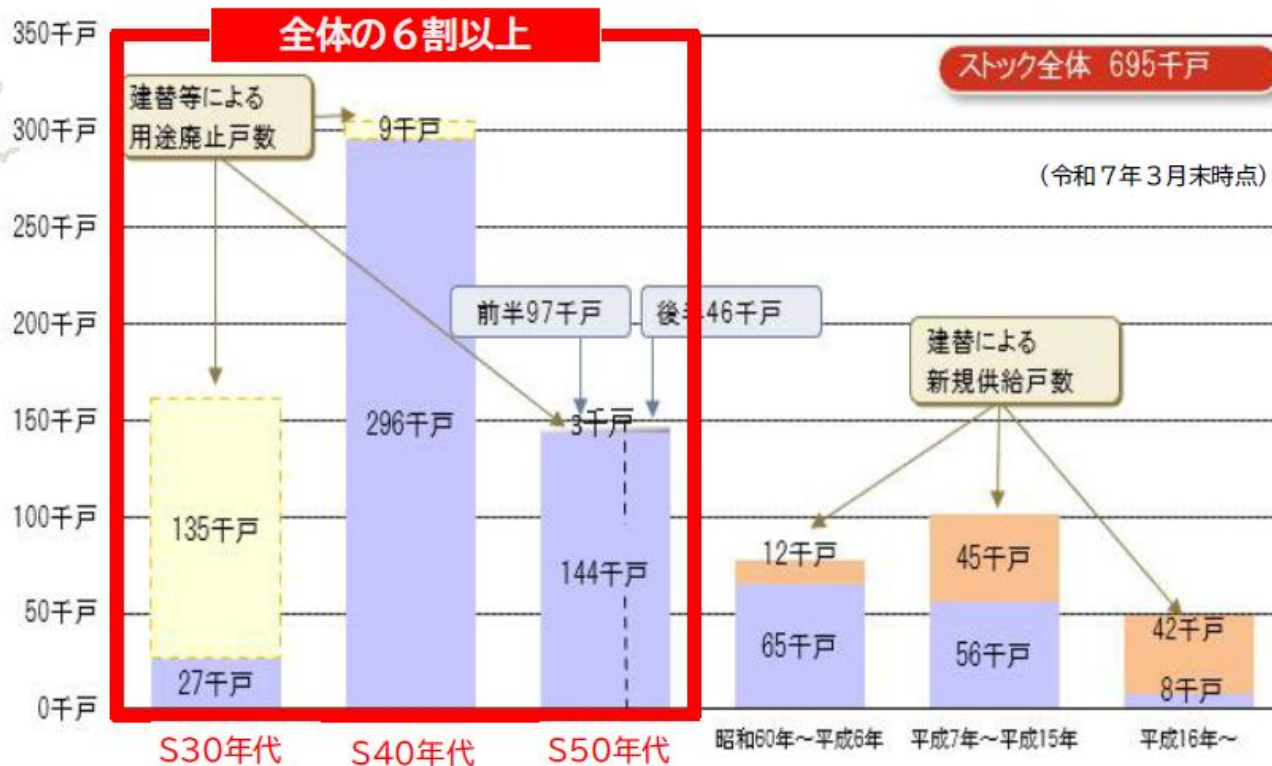 350千戸
300千戸
250千戸
200千戸
150千戸
100千戸
50千戸
0千戸
全体の6割以上
ストック全体 695千戸
(令和7年3月末時点)
建替等による
用途廃止戸数
9千戸
前半97千戸
後半46千戸
建替による
新規供給戸数
135千戸
27千戸
296千戸
3千戸
144千戸
12千戸
65千戸
45千戸
56千戸
42千戸
8千戸
S30年代
S40年代
S50年代
昭和60年~平成6年
平成7年~平成15年
平成16年~